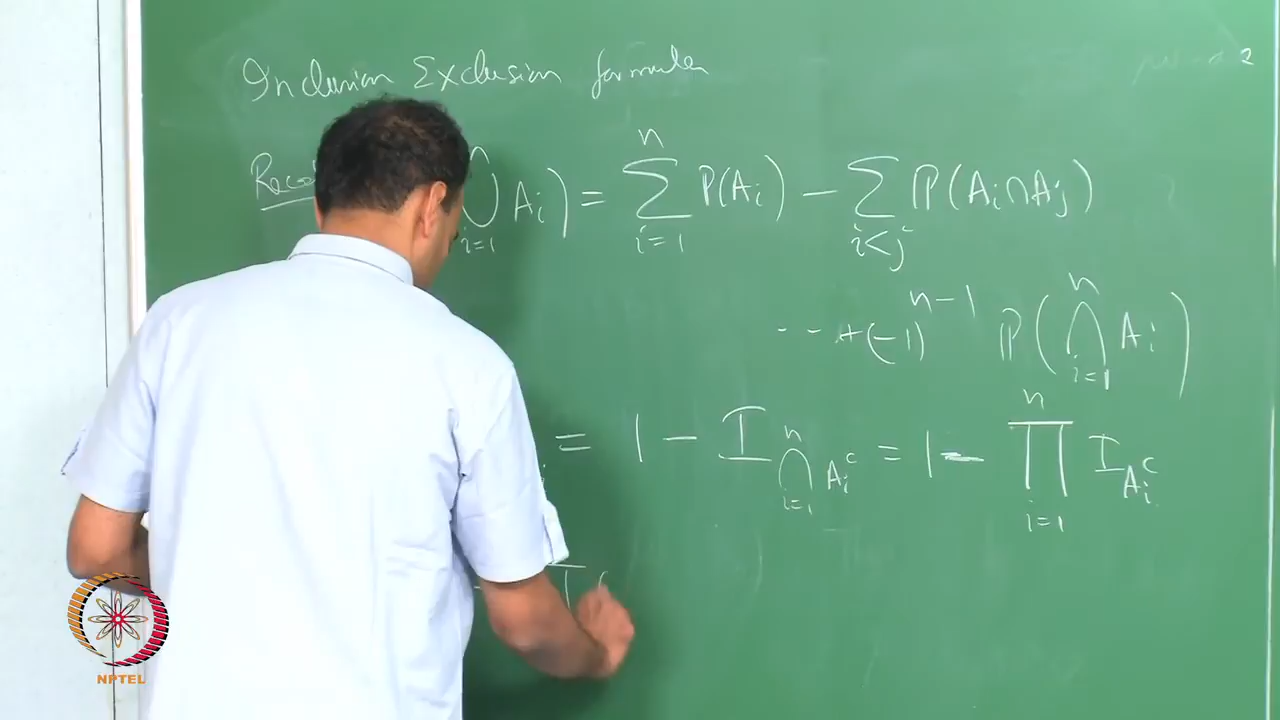 Inclusion Exclusion formula
n ⋃ i=1 A_i) = n ∑ i=1 P(A_i) - ∑ i<j ℙ(A_i ∩ A_j)
-- +(-1)^{n-1} ℙ(n ⋂ i=1 A_i)
= 1 - I_{n ⋂ i=1 A_i^c} = 1 - n ∏ i=1 I_{A_i^c}
NPTEL